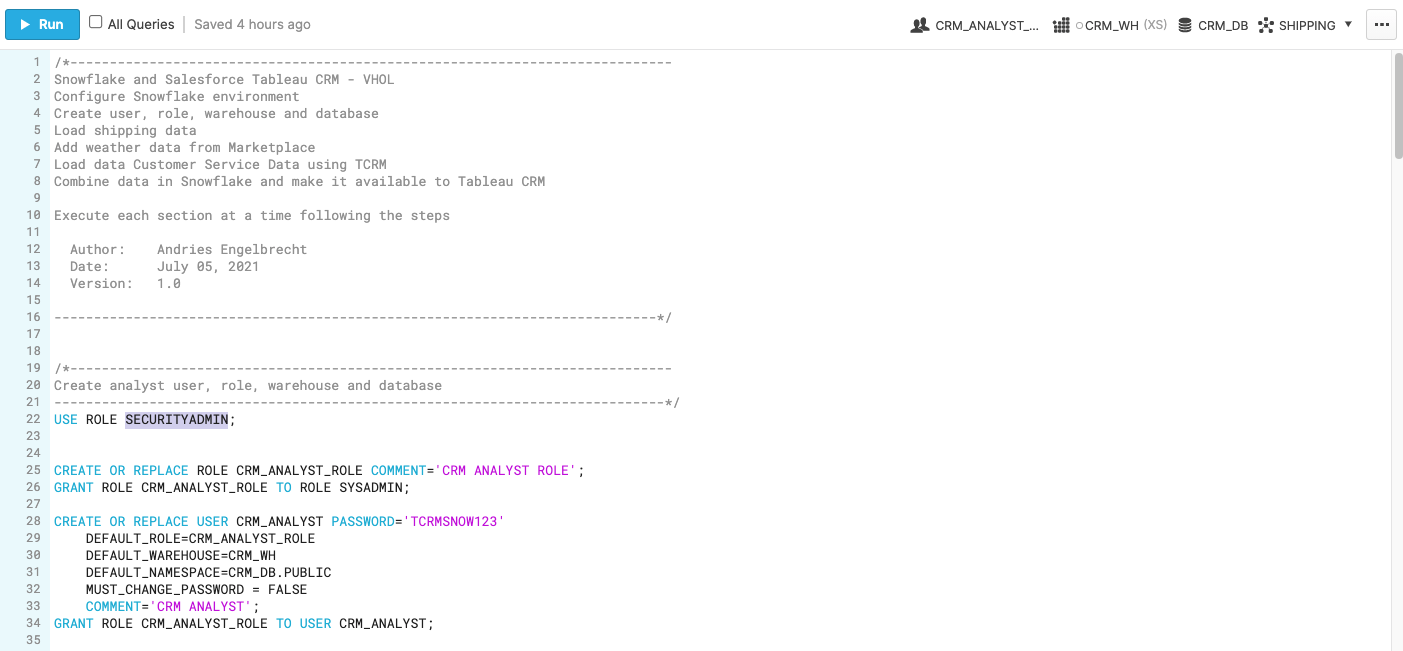 Run All Queries Saved 4 hours ago CRM_ANALYST_... CRM_WH (XS) CRM_DB SHIPPING ...
1 /*----------------------------------------------------------------------------
2 Snowflake and Salesforce Tableau CRM - VHOL
3 Configure Snowflake environment
4 Create user, role, warehouse and database
5 Load shipping data
6 Add weather data from Marketplace
7 Load data Customer Service Data using TCRM
8 Combine data in Snowflake and make it available to Tableau CRM
9
10 Execute each section at a time following the steps
11
12   Author:    Andries Engelbrecht
13   Date:      July 05, 2021
14   Version:   1.0
15
16 ----------------------------------------------------------------------------*/
17
18
19 /*----------------------------------------------------------------------------
20 Create analyst user, role, warehouse and database
21 -----------------------------------------------------------------------------*/
22 USE ROLE SECURITYADMIN;
23
24
25 CREATE OR REPLACE ROLE CRM_ANALYST_ROLE COMMENT='CRM ANALYST ROLE';
26 GRANT ROLE CRM_ANALYST_ROLE TO ROLE SYSADMIN;
27
28 CREATE OR REPLACE USER CRM_ANALYST PASSWORD='TCRMSNOW123'
29     DEFAULT_ROLE=CRM_ANALYST_ROLE
30     DEFAULT_WAREHOUSE=CRM_WH
31     DEFAULT_NAMESPACE=CRM_DB.PUBLIC
32     MUST_CHANGE_PASSWORD = FALSE
33     COMMENT='CRM ANALYST';
34 GRANT ROLE CRM_ANALYST_ROLE TO USER CRM_ANALYST;
35